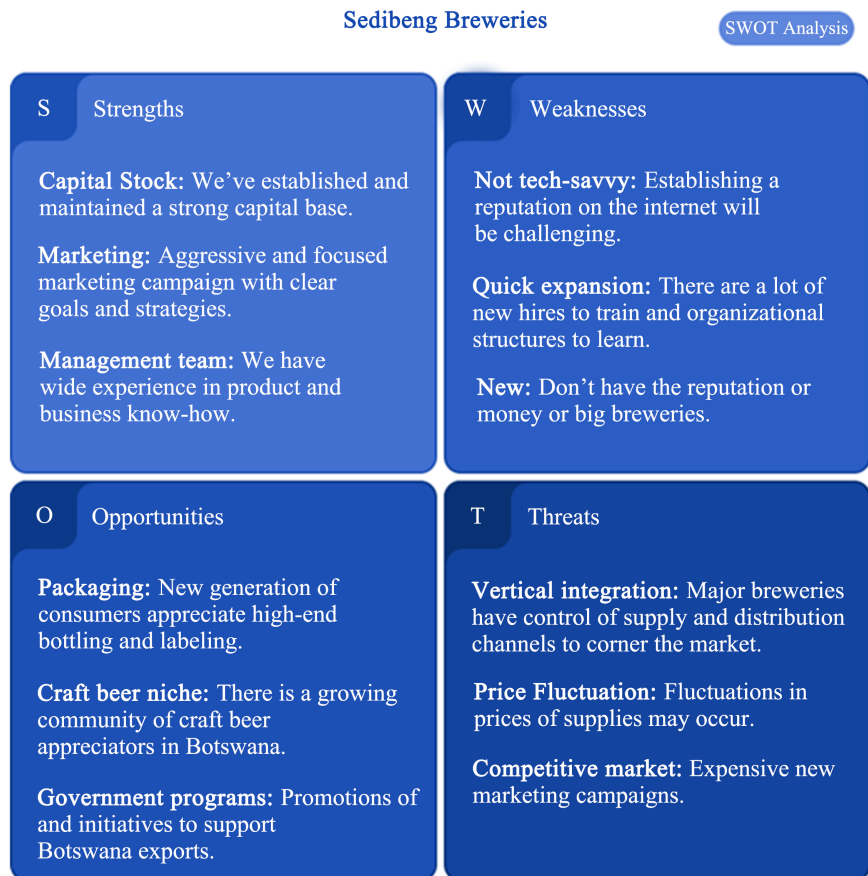 Sedibeng Breweries
SWOT Analysis
S
Strengths
Capital Stock: We’ve established and
maintained a strong capital base.
Marketing: Aggressive and focused
marketing campaign with clear
goals and strategies.
Management team: We have
wide experience in product and
business know-how.
W
Weaknesses
Not tech-savvy: Establishing a
reputation on the internet will
be challenging.
Quick expansion: There are a lot of
new hires to train and organizational
structures to learn.
New: Don’t have the reputation or
money or big breweries.
O
Opportunities
Packaging: New generation of
consumers appreciate high-end
bottling and labeling.
Craft beer niche: There is a growing
community of craft beer
appreciators in Botswana.
Government programs: Promotions of
and initiatives to support
Botswana exports.
T
Threats
Vertical integration: Major breweries
have control of supply and distribution
channels to corner the market.
Price Fluctuation: Fluctuations in
prices of supplies may occur.
Competitive market: Expensive new
marketing campaigns.